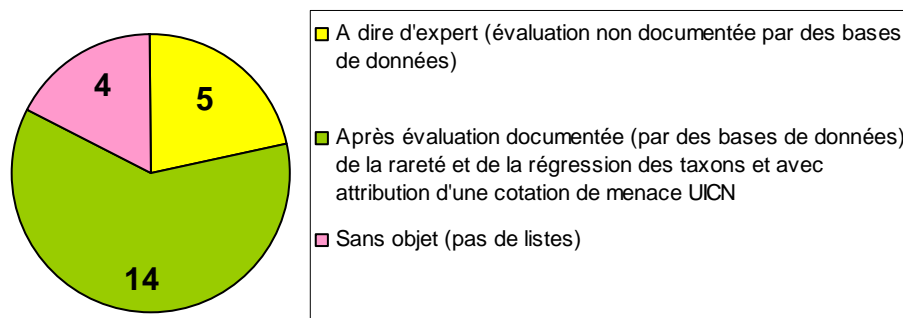 4
5
14
A dire d'expert (évaluation non documentée par des bases
de données)
Après évaluation documentée (par des bases de données)
de la rareté et de la régression des taxons et avec
attribution d'une cotation de menace UICN
Sans objet (pas de listes)